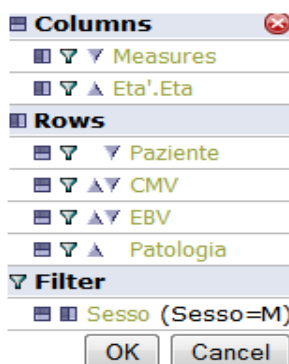 Columns
Measures
Eta'.Eta
Rows
Paziente
CMV
EBV
Patologia
Filter
Sesso (Sesso=M)
OK Cancel